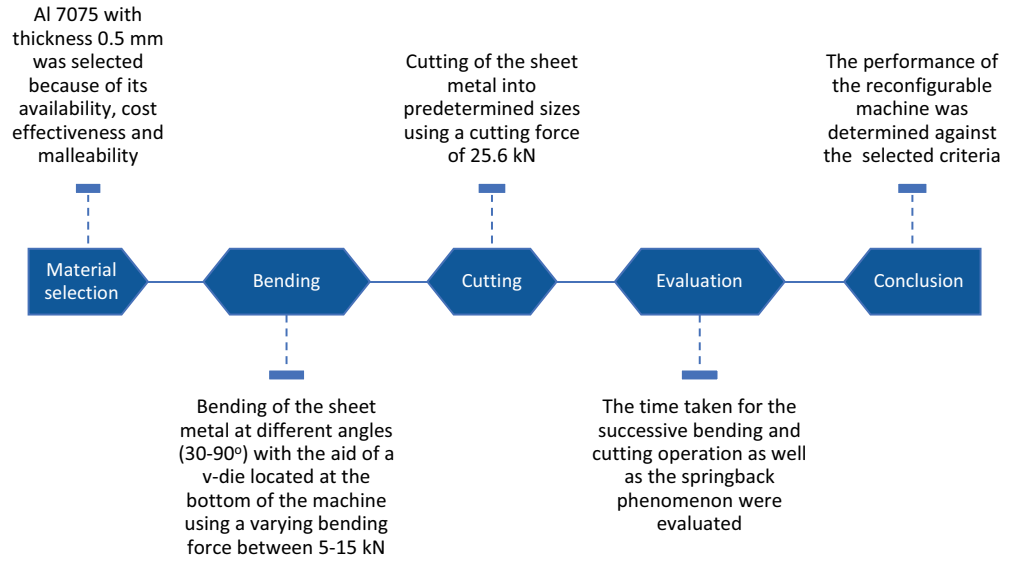 Al 7075 with
thickness 0.5 mm
was selected
because of its
availability, cost
effectiveness and
malleability
Cutting of the sheet
metal into
predetermined sizes
using a cutting force
of 25.6 kN
The performance of
the reconfigurable
machine was
determined against
the selected criteria
Material
selection
Bending
Cutting
Evaluation
Conclusion
Bending of the sheet
metal at different angles
(30-90º) with the aid of a
v-die located at the
bottom of the machine
using a varying bending
force between 5-15 kN
The time taken for the
successive bending and
cutting operation as well
as the springback
phenomenon were
evaluated